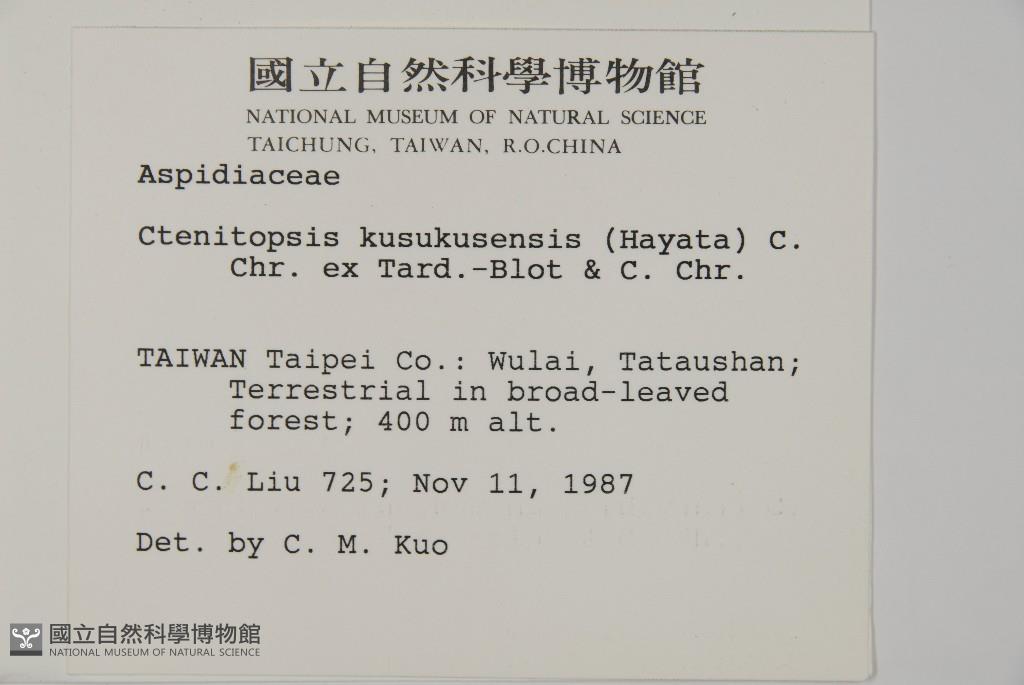 國立自然科學博物館
NATIONAL MUSEUM OF NATURAL SCIENCE
TAICHUNG, TAIWAN, R.O.CHINA
Aspidiaceae
Ctenitopsis kusukusensis (Hayata) C.
Chr. ex Tard.-Blot & C. Chr.
TAIWAN Taipei Co.: Wulai, Tataushan;
Terrestrial in broad-leaved
forest; 400 m alt.
C. C. Liu 725; Nov 11, 1987
Det. by C. M. Kuo
國立自然科學博物館
NATIONAL MUSEUM OF NATURAL SCIENCE